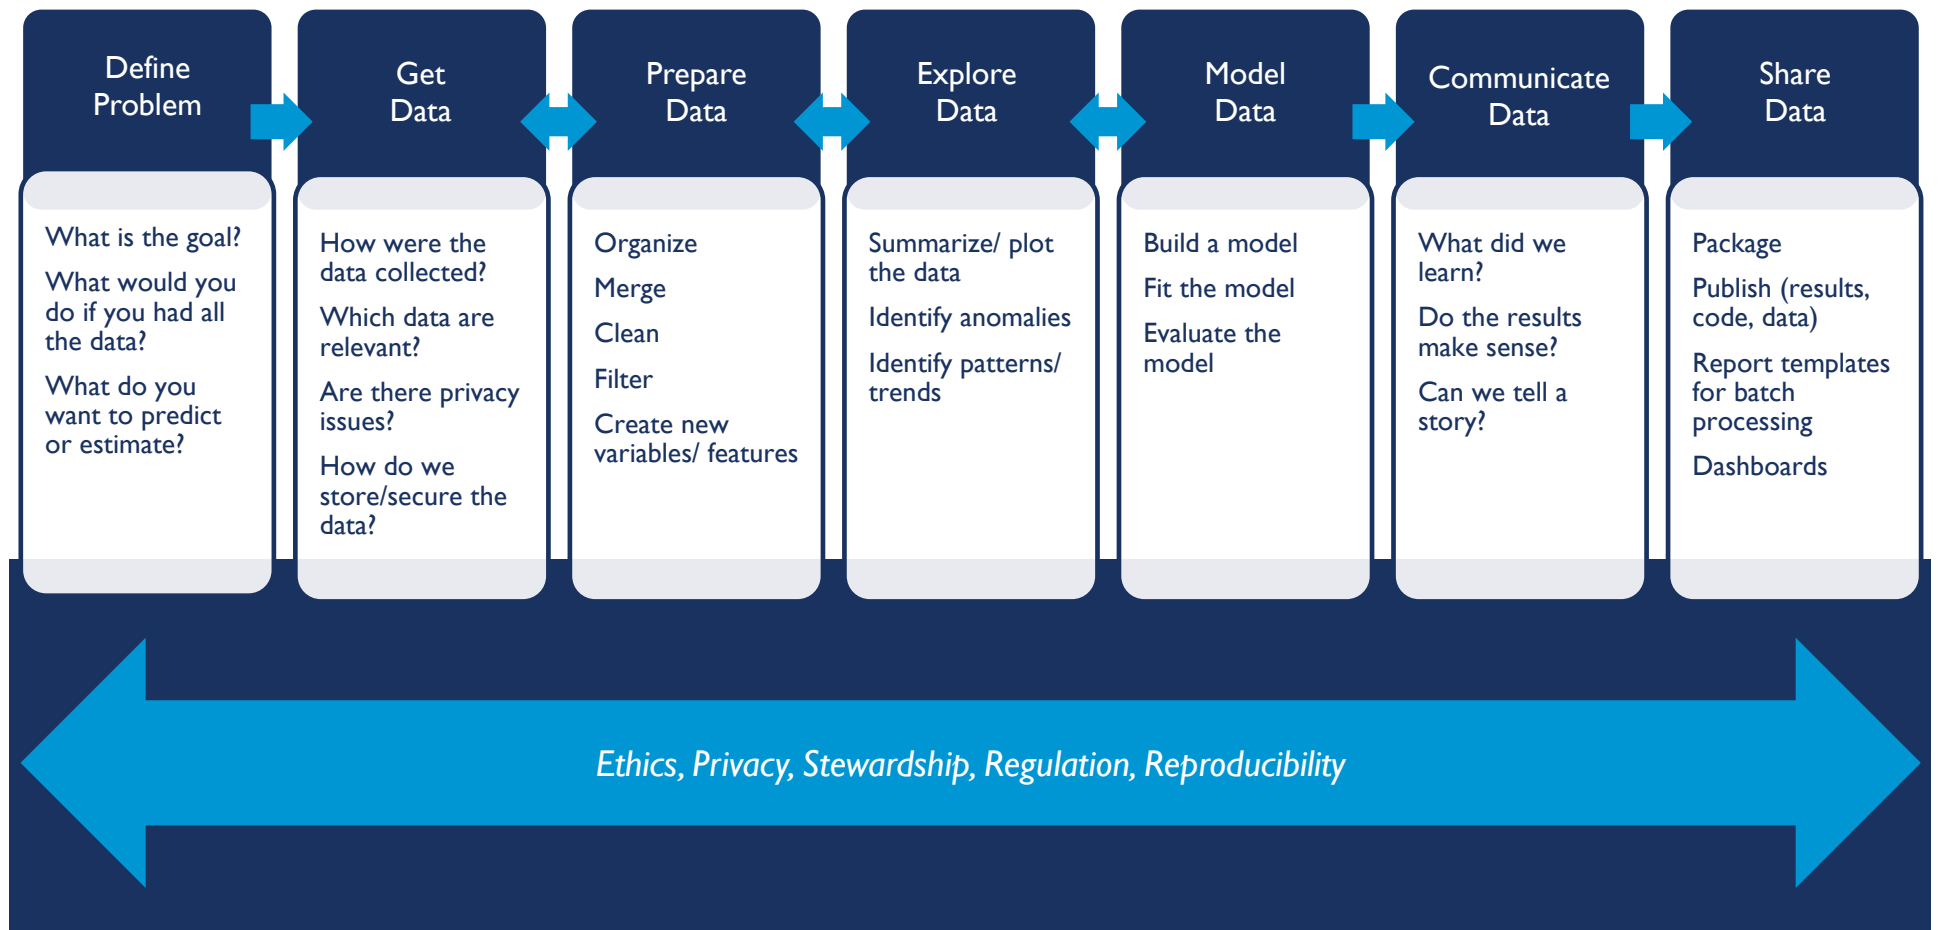 Define
Problem
Get
Data
Prepare
Data
Explore
Data
Model
Data
Communicate
Data
Share
Data
What is the goal?
What would you
do if you had all
the data?
What do you
want to predict
or estimate?
How were the
data collected?
Which data are
relevant?
Are there privacy
issues?
How do we
store/secure the
data?
Organize
Merge
Clean
Filter
Create new
variables/ features
Summarize/ plot
the data
Identify anomalies
Identify patterns/
trends
Build a model
Fit the model
Evaluate the
model
What did we
learn?
Do the results
make sense?
Can we tell a
story?
Package
Publish (results,
code, data)
Report templates
for batch
processing
Dashboards
Ethics, Privacy, Stewardship, Regulation, Reproducibility